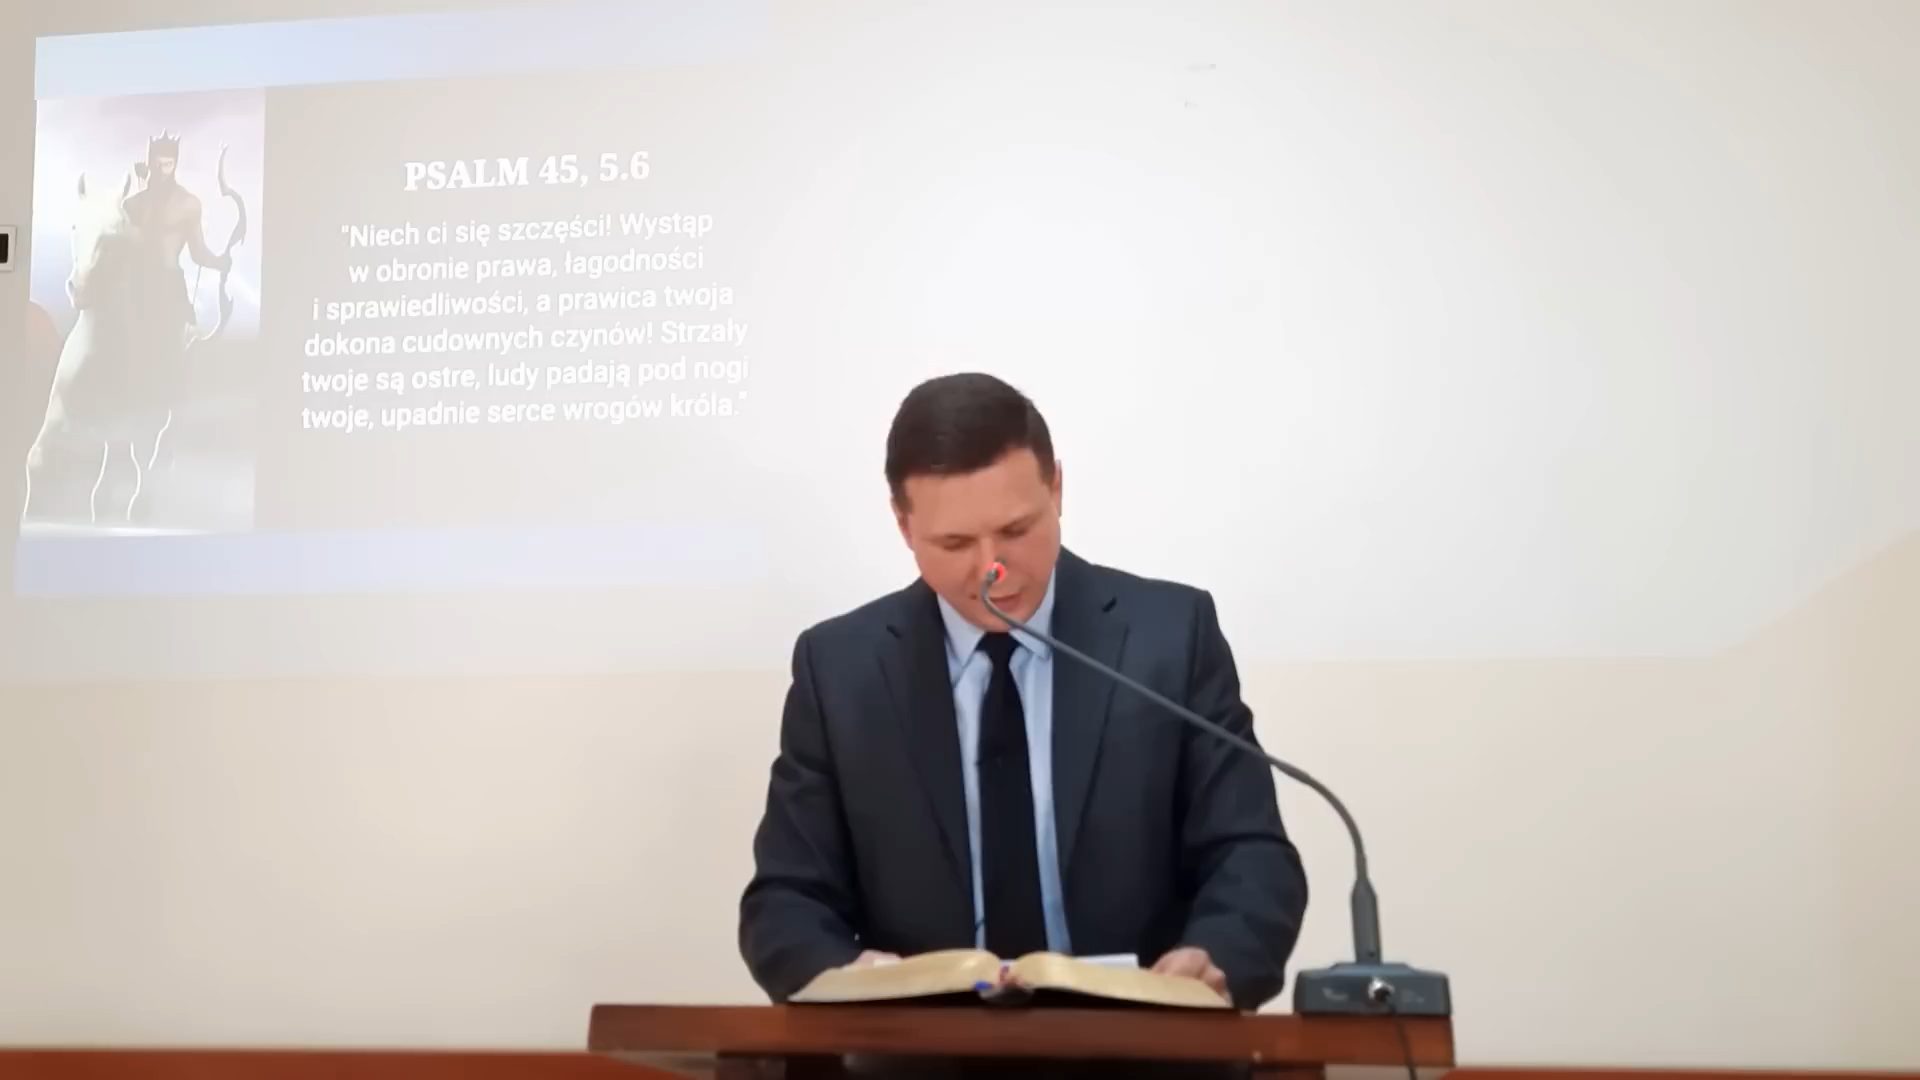 PSALM 45, 5.6
"Niech ci się szczęści! Wystąp
w obronie prawa, łagodności
i sprawiedliwości, a prawica twoja
dokona cudownych czynów! Strzały
twoje są ostre, ludy padają pod nogi
twoje, upadnie serce wrogów króla."